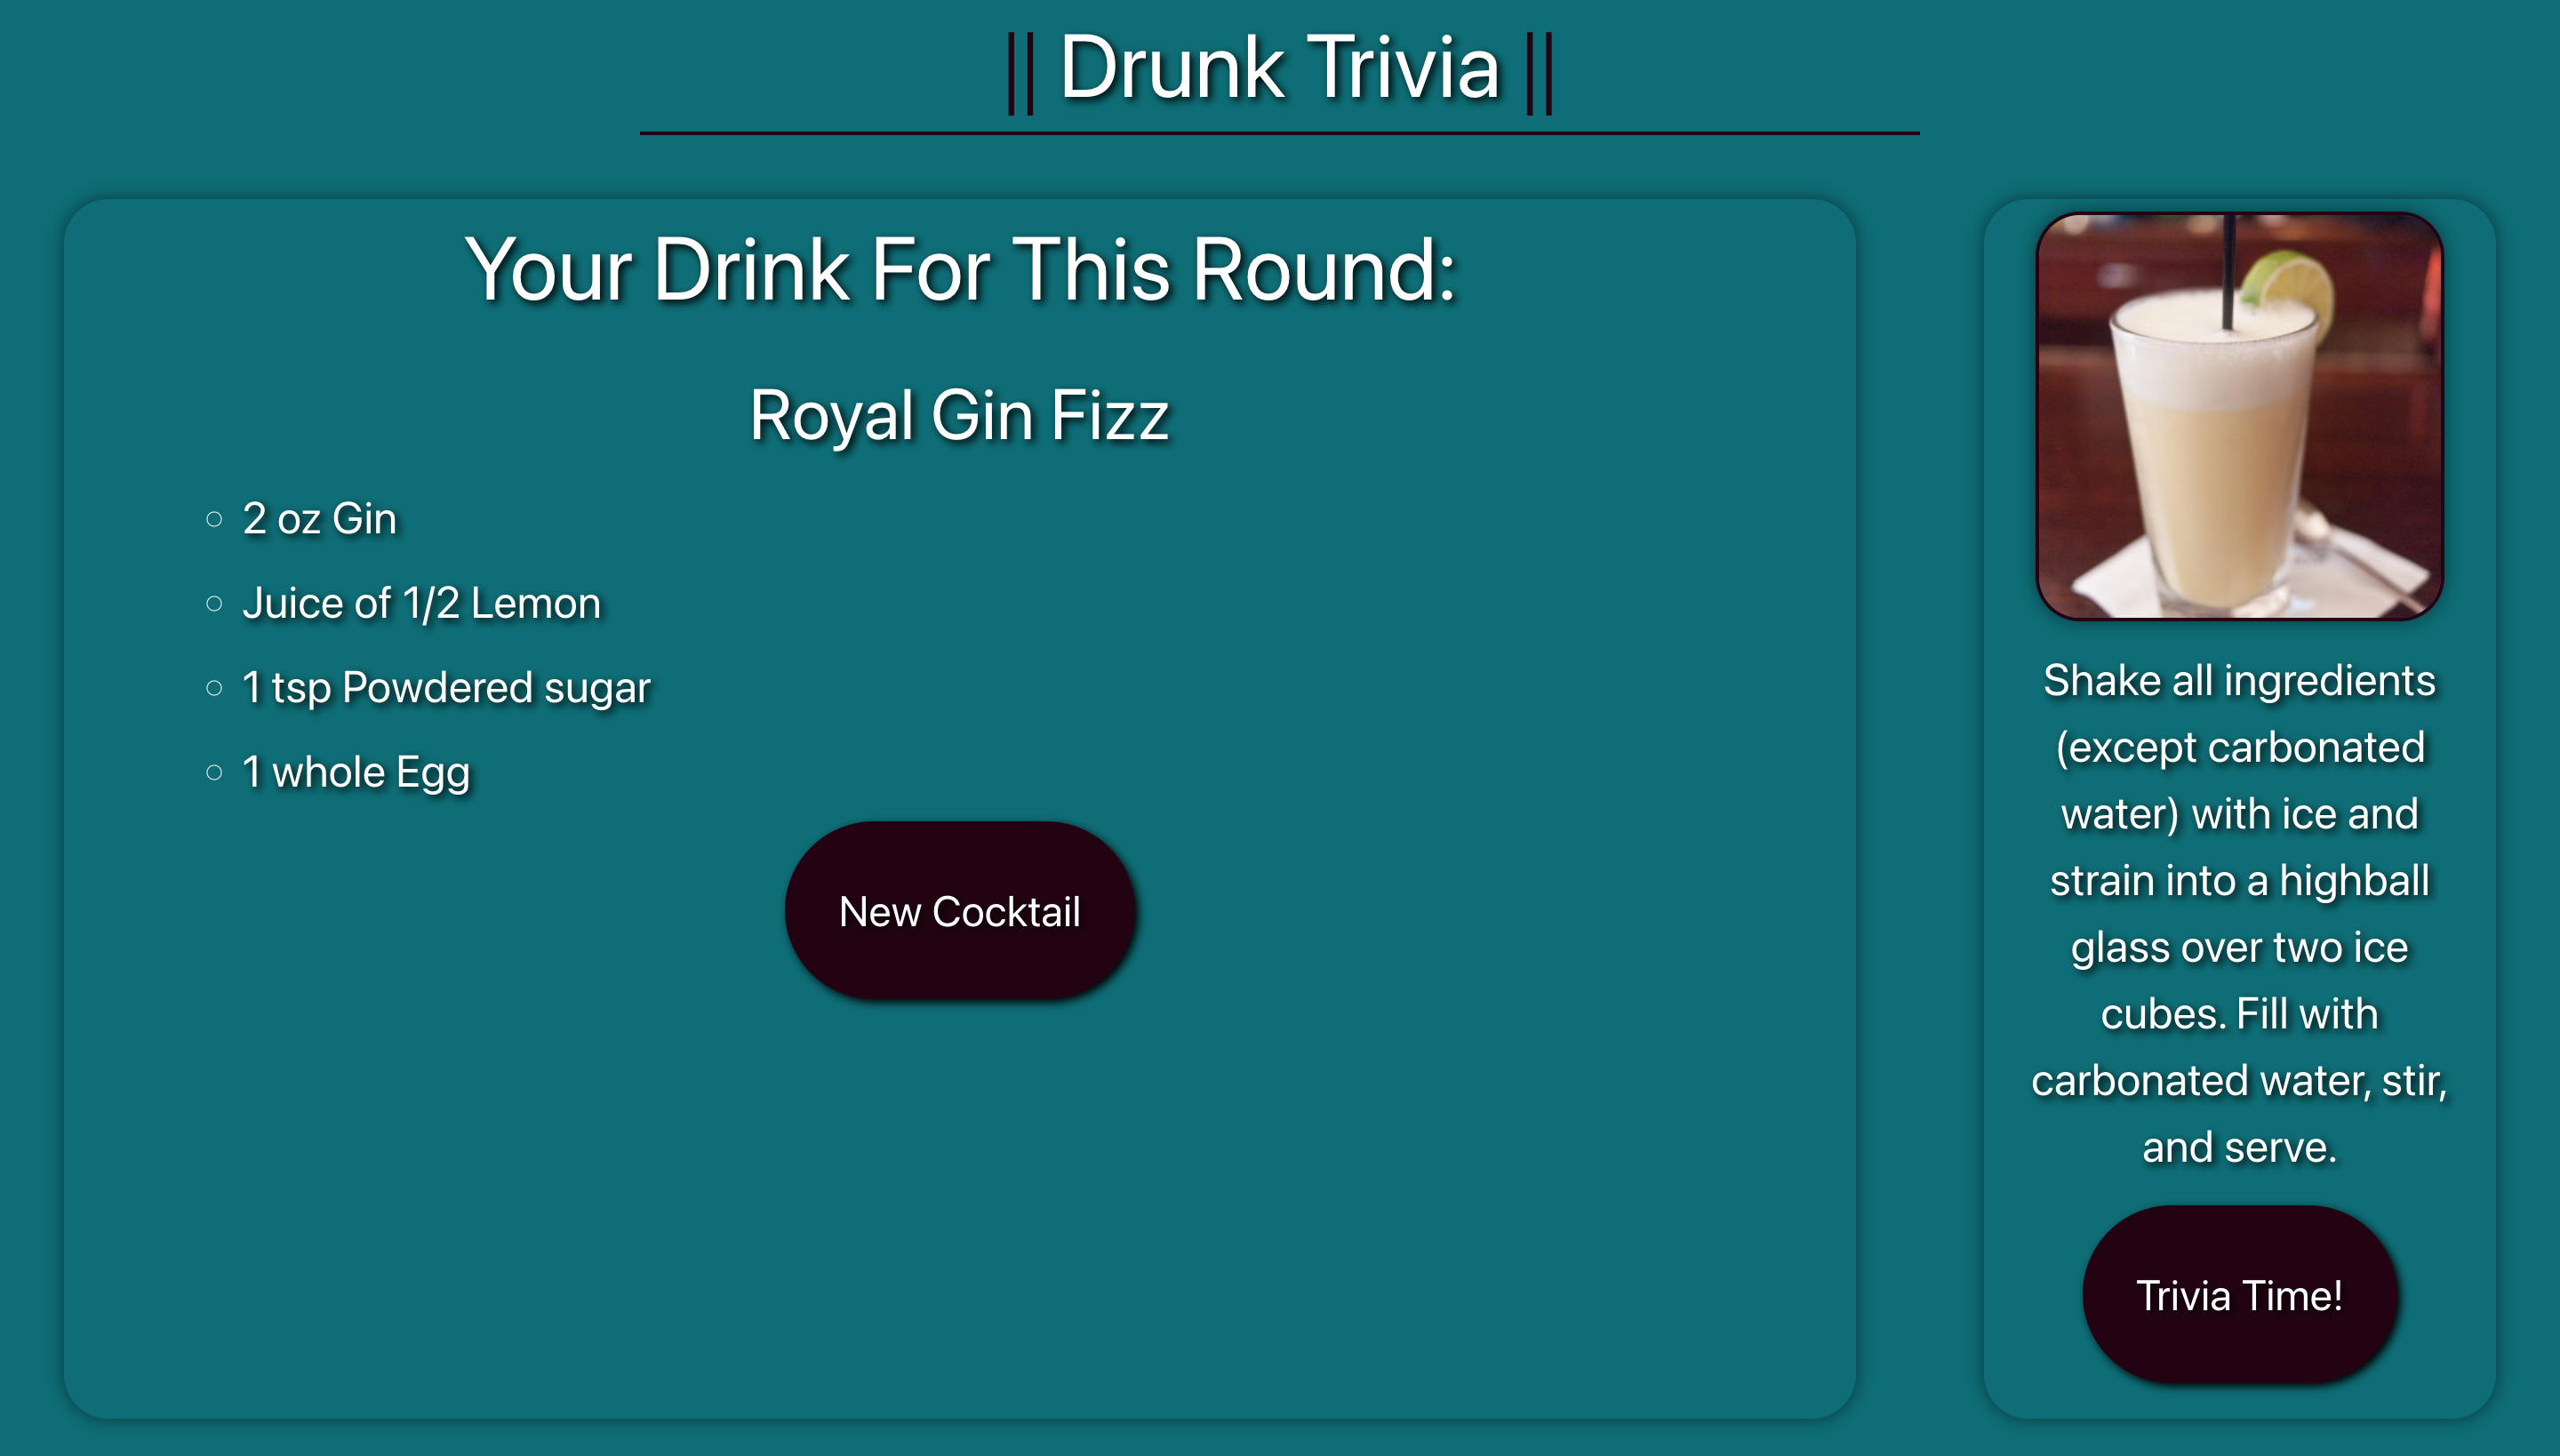 || Drunk Trivia ||
Your Drink For This Round:
Royal Gin Fizz
2 oz Gin
Juice of 1/2 Lemon
1 tsp Powdered sugar
1 whole Egg
New Cocktail
Shake all ingredients
(except carbonated
water) with ice and
strain into a highball
glass over two ice
cubes. Fill with
carbonated water, stir,
and serve.
Trivia Time!